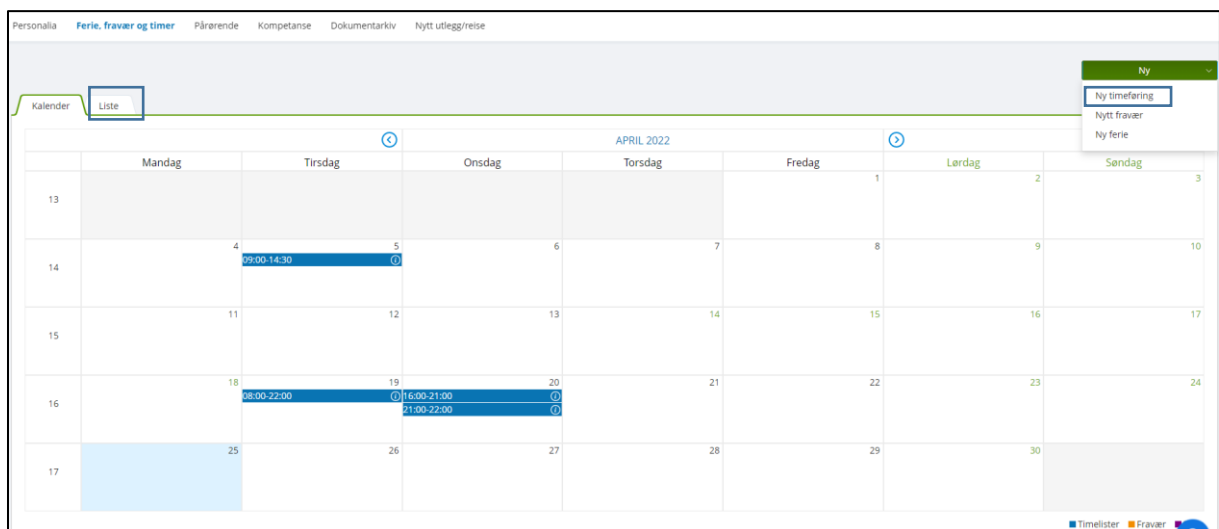 Personalia Ferie, fravær og timer Pårørende Kompetanse Dokumentarkiv Nytt utlegg/reise
Ny
Ny timeføring
Nytt fravær
Ny ferie
Kalender Liste
APRIL 2022
Mandag Tirsdag Onsdag Torsdag Fredag Lørdag Søndag
13 1 2 3
14 4 5 6 7 8 9 10
09:00-14:30
15 11 12 13 14 15 16 17
16 18 19 20 21 22 23 24
08:00-22:00 16:00-21:00
21:00-22:00
17 25 26 27 28 29 30
Timelister Fravær